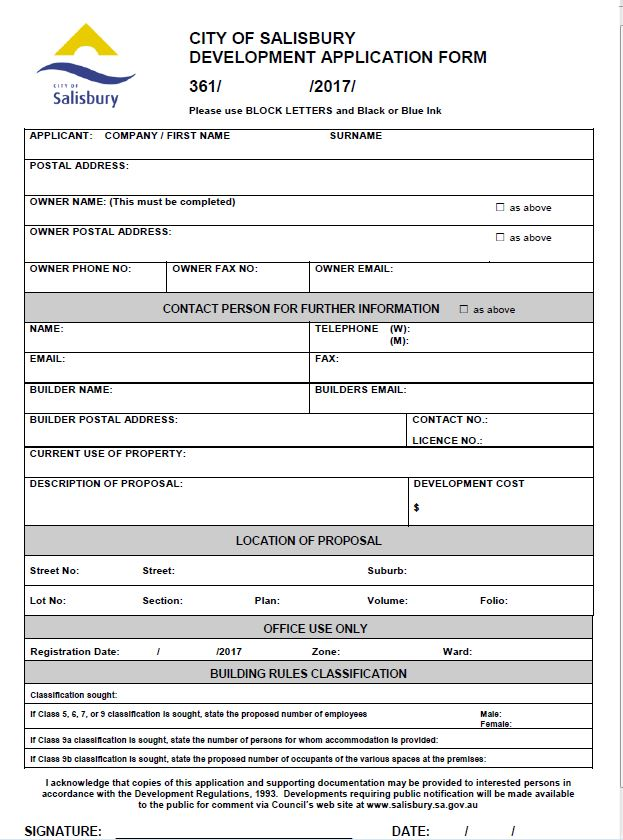 CITY OF SALISBURY
DEVELOPMENT APPLICATION FORM
CITY OF
Salisbury
361/ /2017/
Please use BLOCK LETTERS and Black or Blue Ink
APPLICANT: COMPANY / FIRST NAME SURNAME
POSTAL ADDRESS:
OWNER NAME: (This must be completed) ☐ as above
OWNER POSTAL ADDRESS: ☐ as above
OWNER PHONE NO: OWNER FAX NO: OWNER EMAIL:
CONTACT PERSON FOR FURTHER INFORMATION ☐ as above
NAME: TELEPHONE (W):
(M):
EMAIL: FAX:
BUILDER NAME: BUILDERS EMAIL:
BUILDER POSTAL ADDRESS: CONTACT NO.:
LICENCE NO.:
CURRENT USE OF PROPERTY:
DESCRIPTION OF PROPOSAL: DEVELOPMENT COST
$
LOCATION OF PROPOSAL
Street No: Street: Suburb:
Lot No: Section: Plan: Volume: Folio:
OFFICE USE ONLY
Registration Date: / /2017 Zone: Ward:
BUILDING RULES CLASSIFICATION
Classification sought:
If Class 5, 6, 7, or 9 classification is sought, state the proposed number of employees Male:
Female:
If Class 9a classification is sought, state the number of persons for whom accommodation is provided:
If Class 9b classification is sought, state the proposed number of occupants of the various spaces at the premises:
I acknowledge that copies of this application and supporting documentation may be provided to interested persons in
accordance with the Development Regulations, 1993. Developments requiring public notification will be made available
to the public for comment via Council's web site at www.salisbury.sa.gov.au
SIGNATURE: DATE: / /